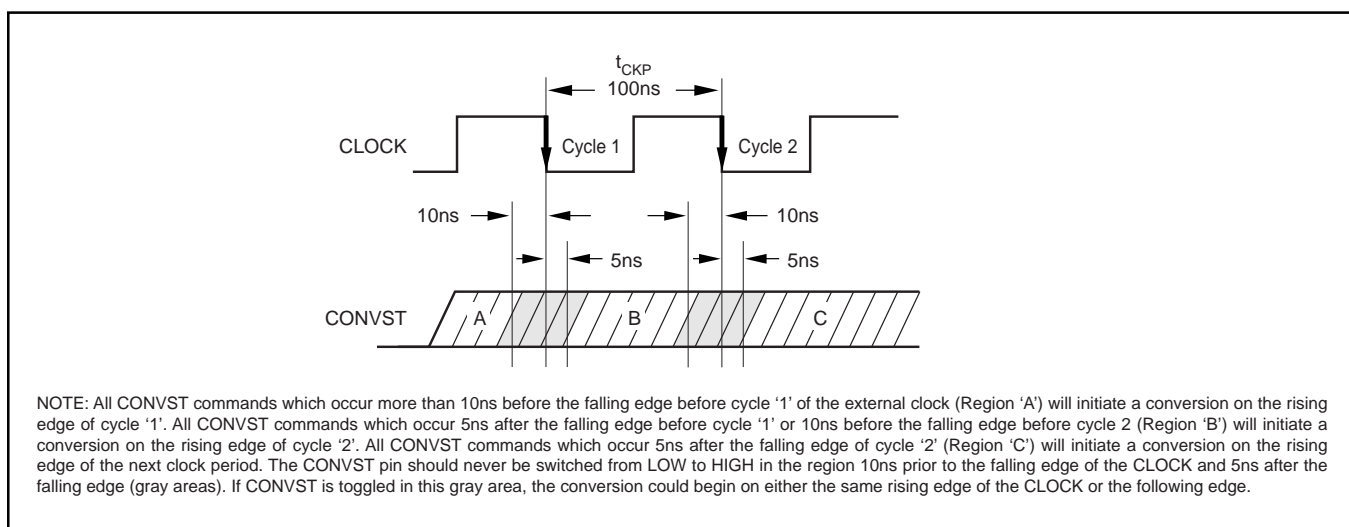 t_CKP
100ns
CLOCK
Cycle 1
Cycle 2
10ns
10ns
5ns
5ns
CONVST
A
B
C
NOTE: All CONVST commands which occur more than 10ns before the falling edge before cycle ‘1’ of the external clock (Region ‘A’) will initiate a conversion on the rising
edge of cycle ‘1’. All CONVST commands which occur 5ns after the falling edge before cycle ‘1’ or 10ns before the falling edge before cycle 2 (Region ‘B’) will initiate a
conversion on the rising edge of cycle ‘2’. All CONVST commands which occur 5ns after the falling edge of cycle ‘2’ (Region ‘C’) will initiate a conversion on the rising
edge of the next clock period. The CONVST pin should never be switched from LOW to HIGH in the region 10ns prior to the falling edge of the CLOCK and 5ns after the
falling edge (gray areas). If CONVST is toggled in this gray area, the conversion could begin on either the same rising edge of the CLOCK or the following edge.